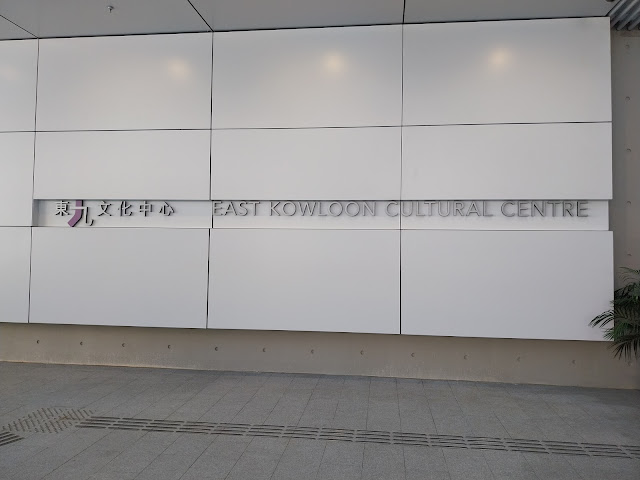 東九文化中心 EAST KOWLOON CULTURAL CENTRE